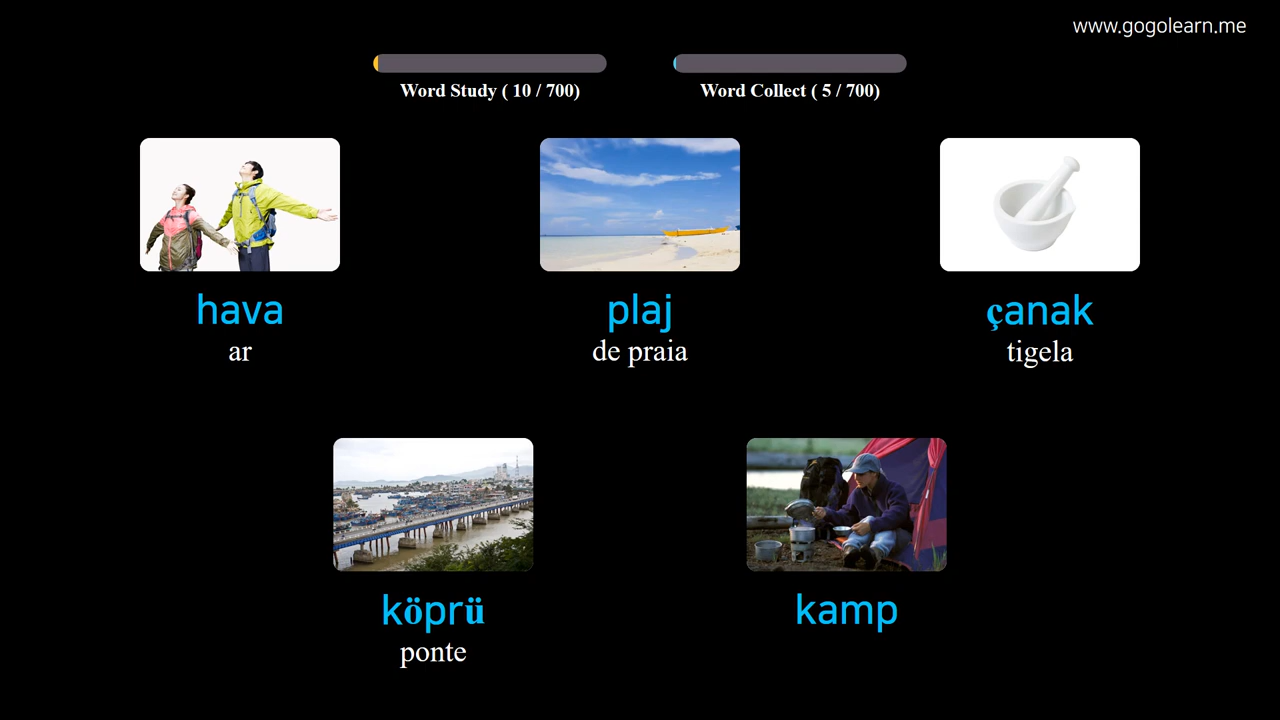 www.gogolearn.me
Word Study ( 10 / 700)
Word Collect ( 5 / 700)
hava
ar
plaj
de praia
çanak
tigela
köprü
ponte
kamp